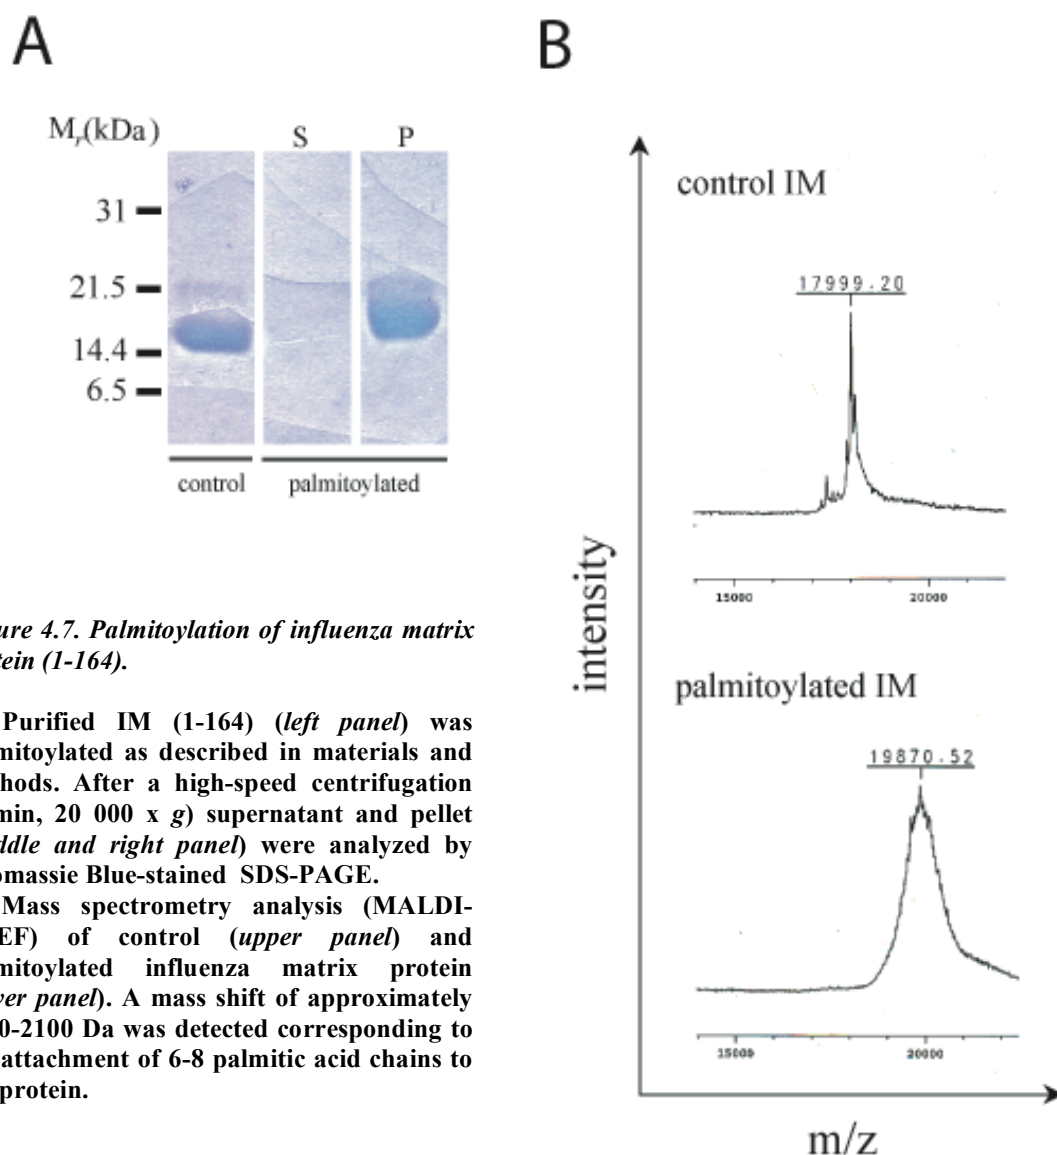 A
M_r(kDa)
S
P
31
21.5
14.4
6.5
control
palmitoylated
ure 4.7. Palmitoylation of influenza matrix
tein (1-164).
Purified IM (1-164) (left panel) was
mitoylated as described in materials and
hods. After a high-speed centrifugation
min, 20 000 x g) supernatant and pellet
ddle and right panel) were analyzed by
omassie Blue-stained SDS-PAGE.
Mass spectrometry analysis (MALDI-
EF) of control (upper panel) and
mitoylated influenza matrix protein
er panel). A mass shift of approximately
0-2100 Da was detected corresponding to
attachment of 6-8 palmitic acid chains to
protein.
B
control IM
17999.20
15000
20000
palmitoylated IM
19870.52
15000
20000
intensity
m/z